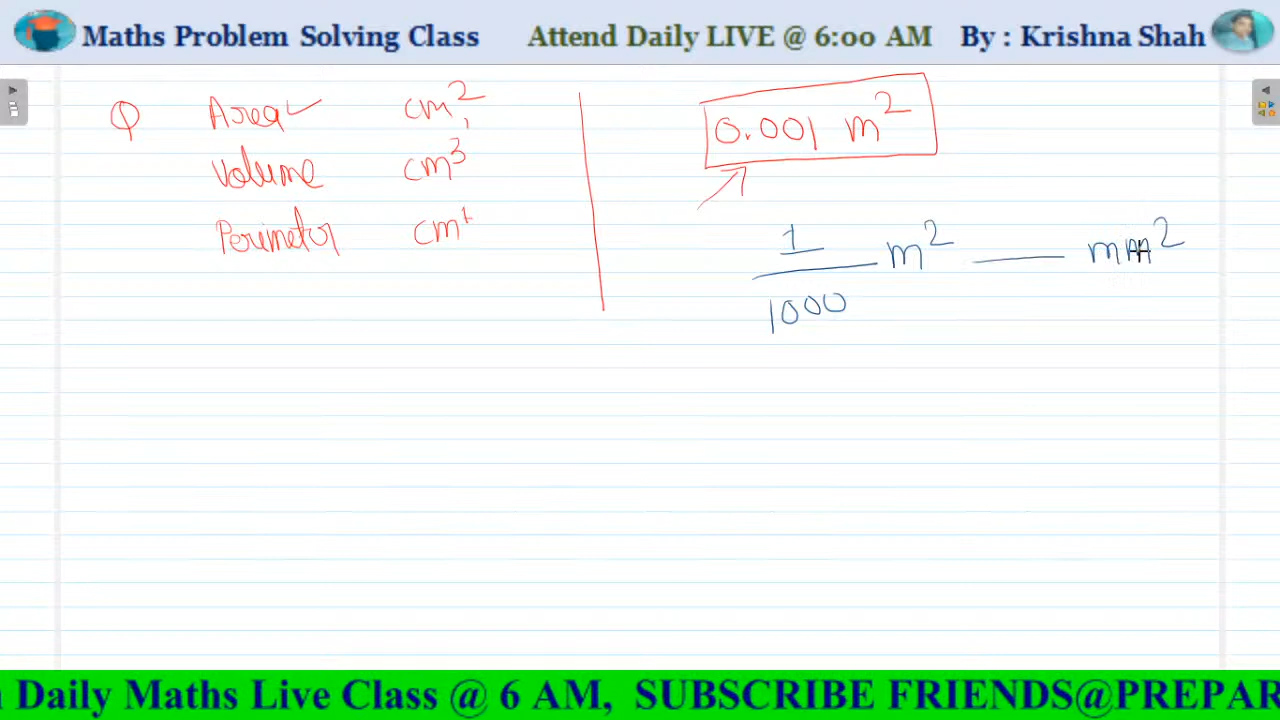 Maths Problem Solving Class Attend Daily LIVE @ 6:00 AM By : Krishna Shah
Q Area ✓ cm²
Volume cm³
Perimeter cm¹
0.001 m²
1/1000 m² ____ mm²
Daily Maths Live Class @ 6 AM, SUBSCRIBE FRIENDS@PREPAR